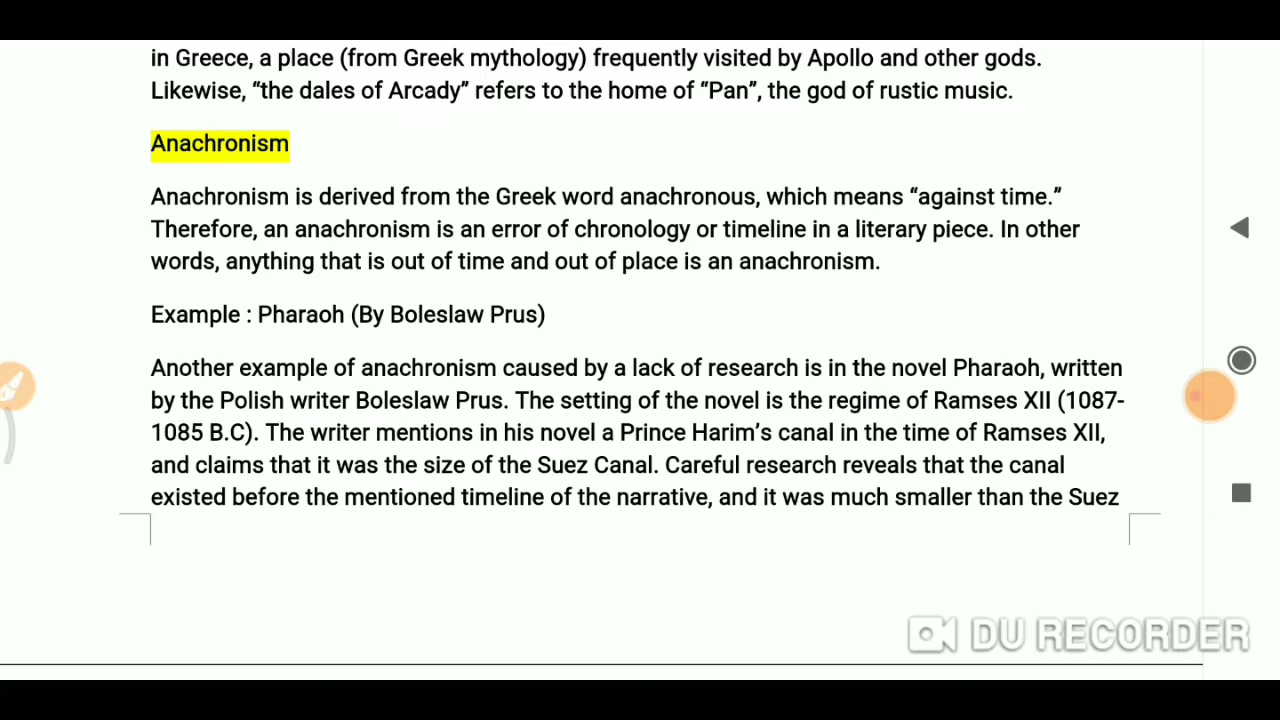 in Greece, a place (from Greek mythology) frequently visited by Apollo and other gods.
Likewise, “the dales of Arcady” refers to the home of “Pan”, the god of rustic music.
Anachronism
Anachronism is derived from the Greek word anachronous, which means “against time.”
Therefore, an anachronism is an error of chronology or timeline in a literary piece. In other
words, anything that is out of time and out of place is an anachronism.
Example : Pharaoh (By Boleslaw Prus)
Another example of anachronism caused by a lack of research is in the novel Pharaoh, written
by the Polish writer Boleslaw Prus. The setting of the novel is the regime of Ramses XII (1087-
1085 B.C). The writer mentions in his novel a Prince Harim’s canal in the time of Ramses XII,
and claims that it was the size of the Suez Canal. Careful research reveals that the canal
existed before the mentioned timeline of the narrative, and it was much smaller than the Suez
DU RECORDER